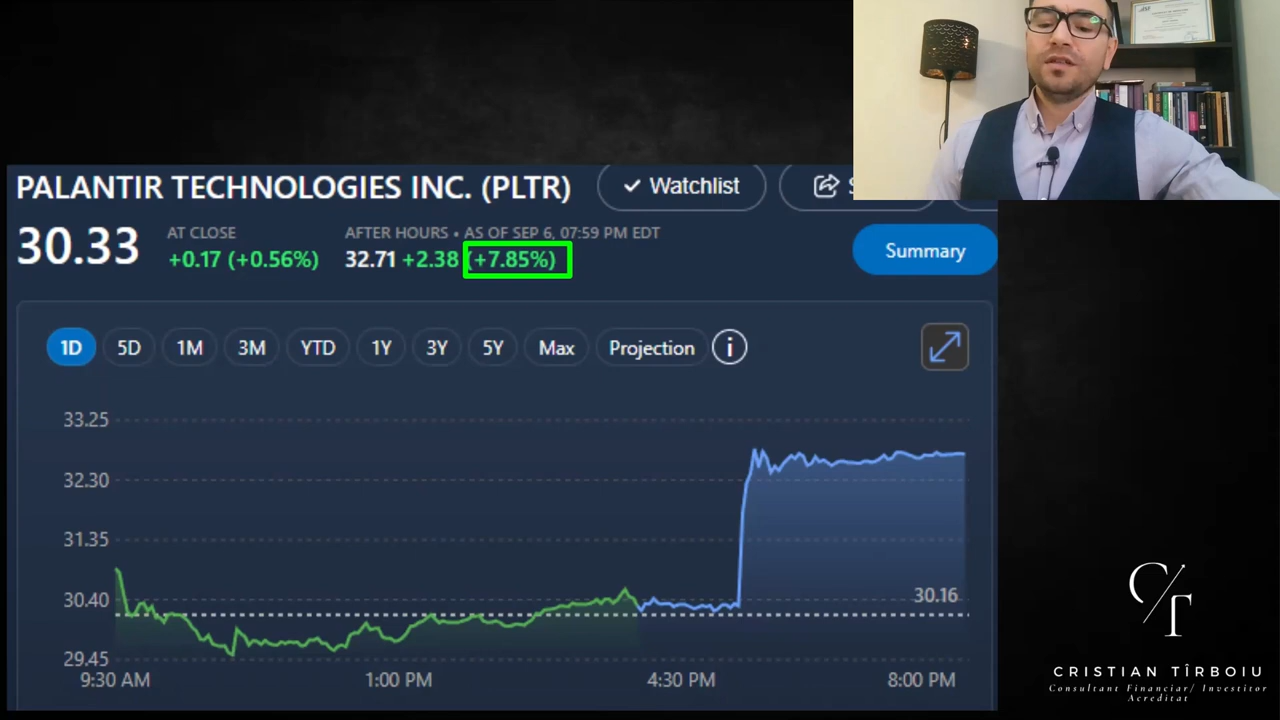 PALANTIR TECHNOLOGIES INC. (PLTR)
Watchlist
S
30.33
AT CLOSE
+0.17 (+0.56%)
AFTER HOURS • AS OF SEP 6, 07:59 PM EDT
32.71 +2.38 (+7.85%)
Summary
1D 5D 1M 3M YTD 1Y 3Y 5Y Max Projection i
33.25
32.30
31.35
30.40
29.45
30.16
9:30 AM 1:00 PM 4:30 PM 8:00 PM
CT
CRISTIAN TÎRBOIU
Consultant Financiar/ Investitor
Acreditat